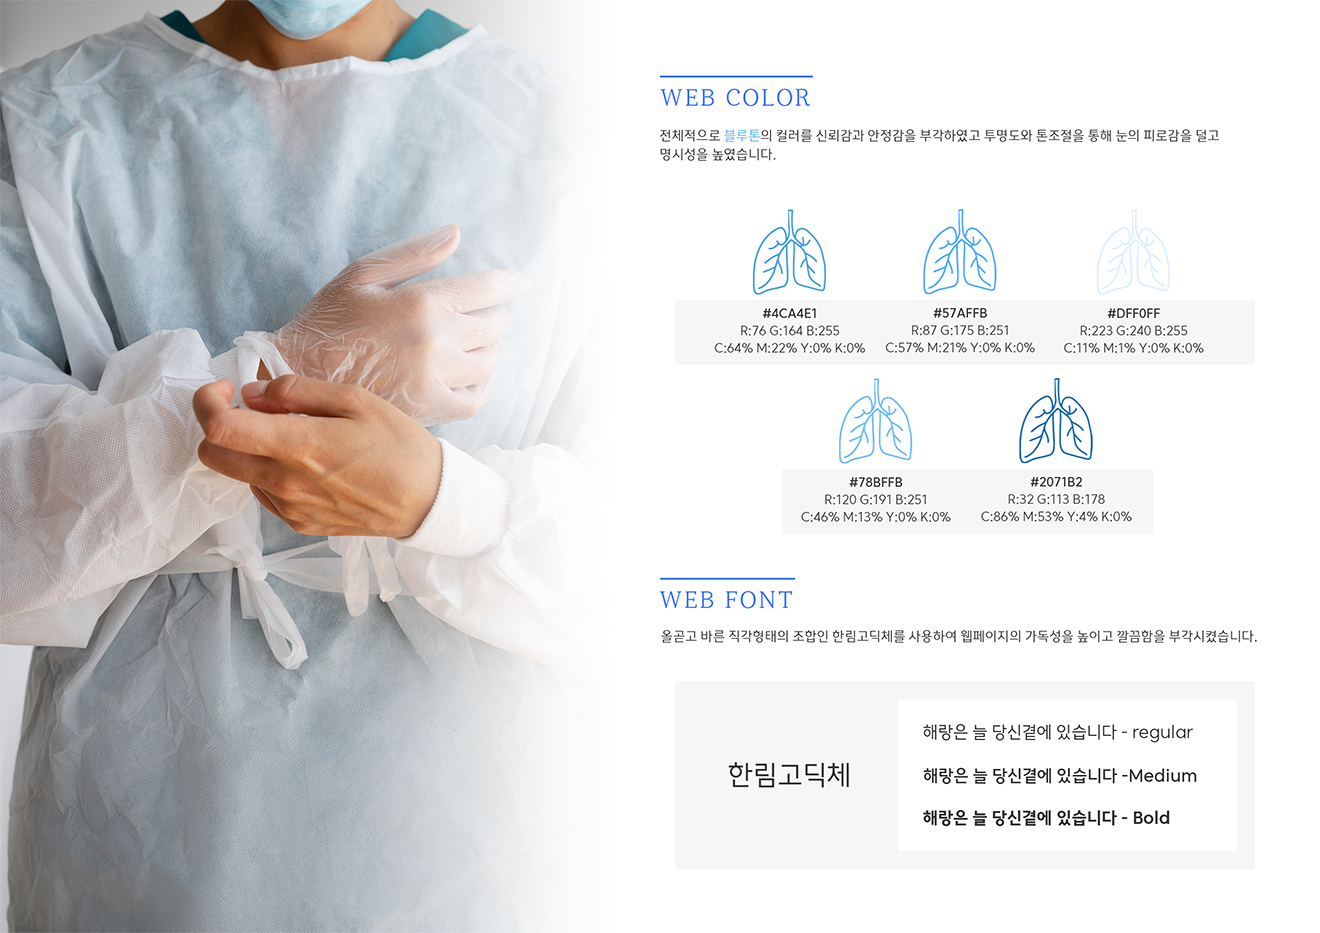 WEB COLOR
전체적으로 블루톤의 컬러를 신뢰감과 안정감을 부각하였고 투명도와 톤조절을 통해 눈의 피로감을 덜고
명시성을 높였습니다.
#4CA4E1 #57AFFB #DFF0FF
R:76 G:164 B:255 R:87 G:175 B:251 R:223 G:240 B:255
C:64% M:22% Y:0% K:0% C:57% M:21% Y:0% K:0% C:11% M:1% Y:0% K:0%
#78BFFB #2071B2
R:120 G:191 B:251 R:32 G:113 B:178
C:46% M:13% Y:0% K:0% C:86% M:53% Y:4% K:0%
WEB FONT
올곧고 바른 직각형태의 조합인 한림고딕체를 사용하여 웹페이지의 가독성을 높이고 깔끔함을 부각시켰습니다.
한림고딕체
해랑은 늘 당신곁에 있습니다 - regular
해랑은 늘 당신곁에 있습니다 -Medium
해랑은 늘 당신곁에 있습니다 - Bold